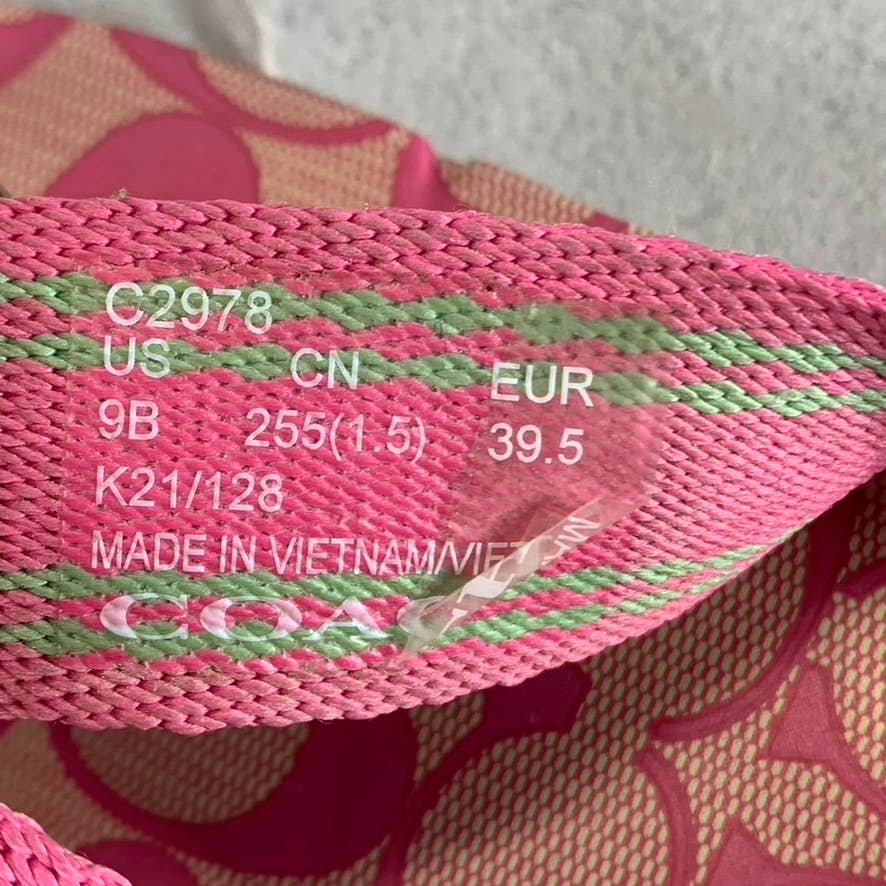 C2978
US CN EUR
9B 255(1.5) 39.5
K21/128
MADE IN VIETNAM/VIET
COAC